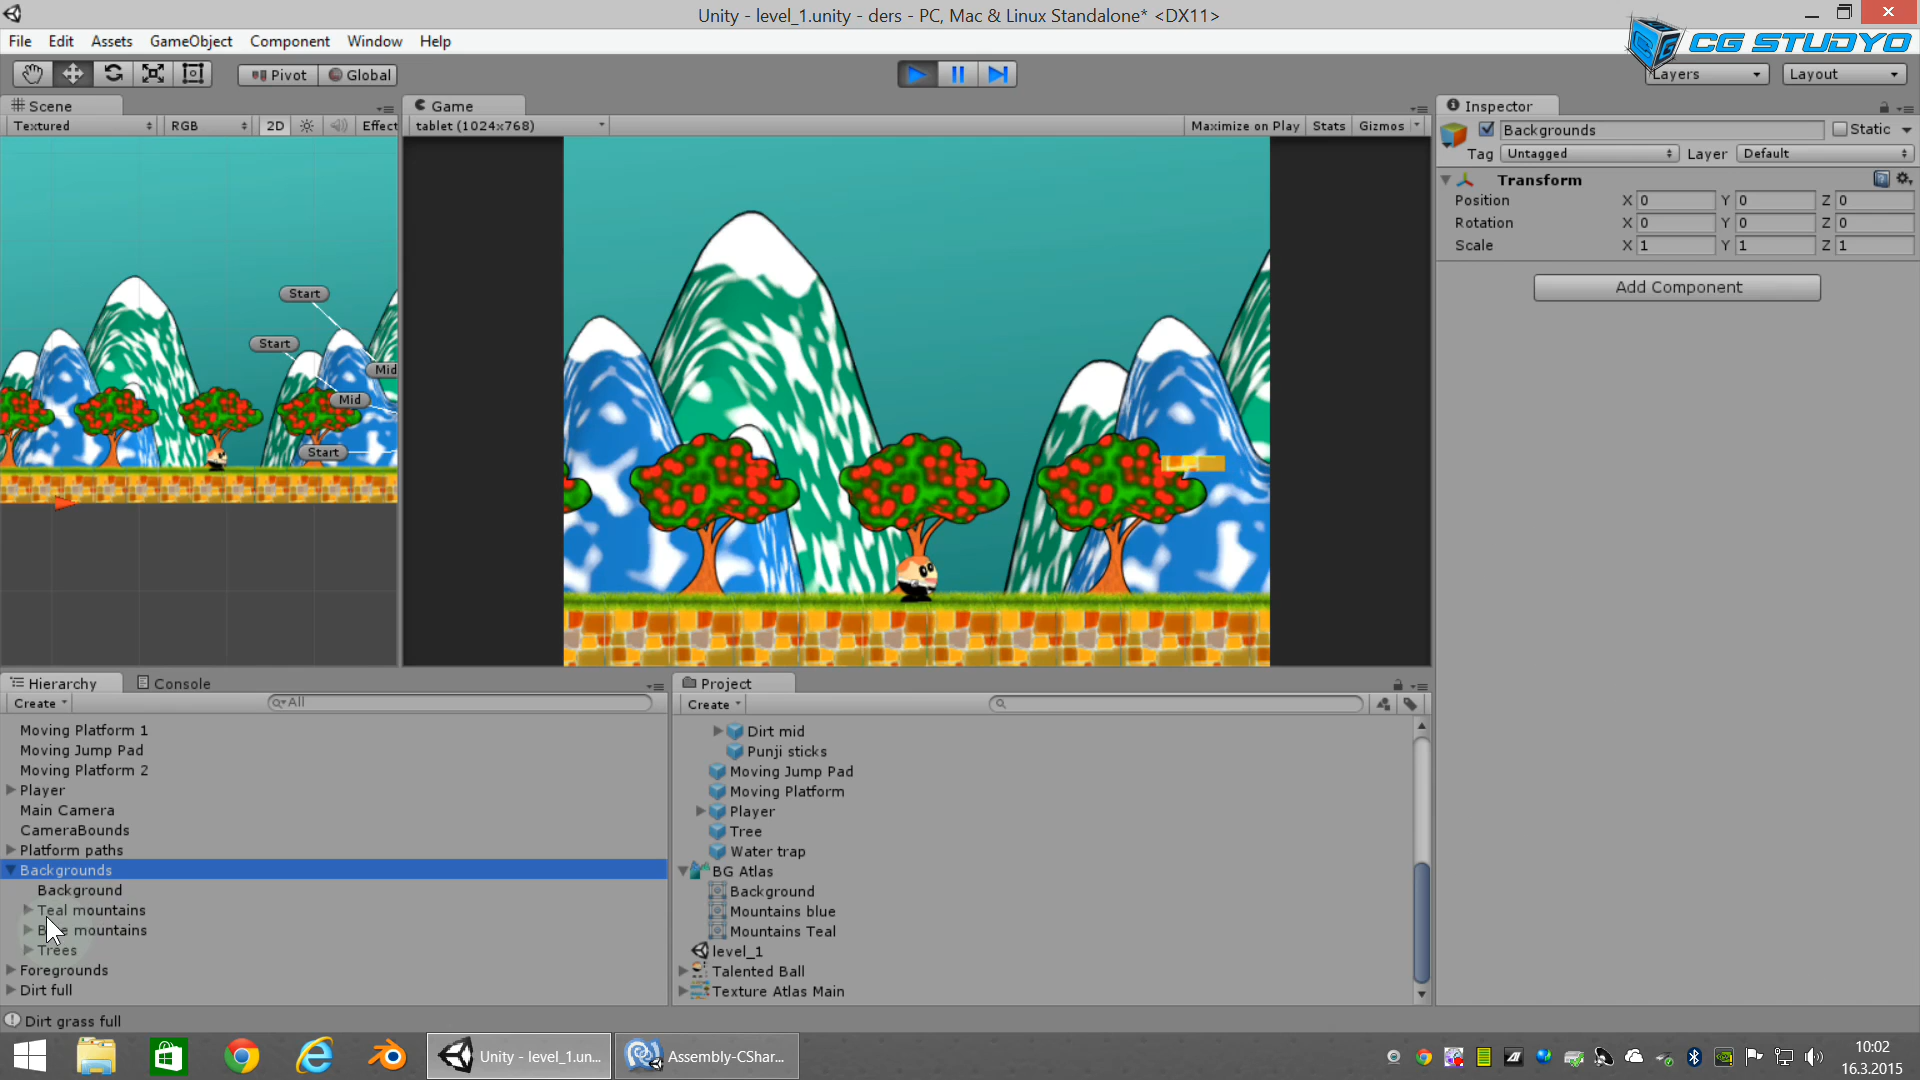 Unity - level_1.unity - ders - PC, Mac & Linux Standalone* <DX11>
File Edit Assets GameObject Component Window Help
CG STUDYO
Pivot Global
Layers Layout
Scene
Game
Inspector
Textured RGB 2D Effect
tablet (1024x768) Maximize on Play Stats Gizmos
Backgrounds Static
Tag Untagged Layer Default
Transform
Position X 0 Y 0 Z 0
Rotation X 0 Y 0 Z 0
Scale X 1 Y 1 Z 1
Add Component
Start
Start
Mid
Mid
Start
Hierarchy Console
Create All
Moving Platform 1
Moving Jump Pad
Moving Platform 2
Player
Main Camera
CameraBounds
Platform paths
Backgrounds
Background
Teal mountains
mountains
Trees
Foregrounds
Dirt full
Project
Create
Dirt mid
Punji sticks
Moving Jump Pad
Moving Platform
Player
Tree
Water trap
BG Atlas
Background
Mountains blue
Mountains Teal
level_1
Talented Ball
Texture Atlas Main
Dirt grass full
Unity - level_1.un...
Assembly-CShar...
10:02
16.3.2015